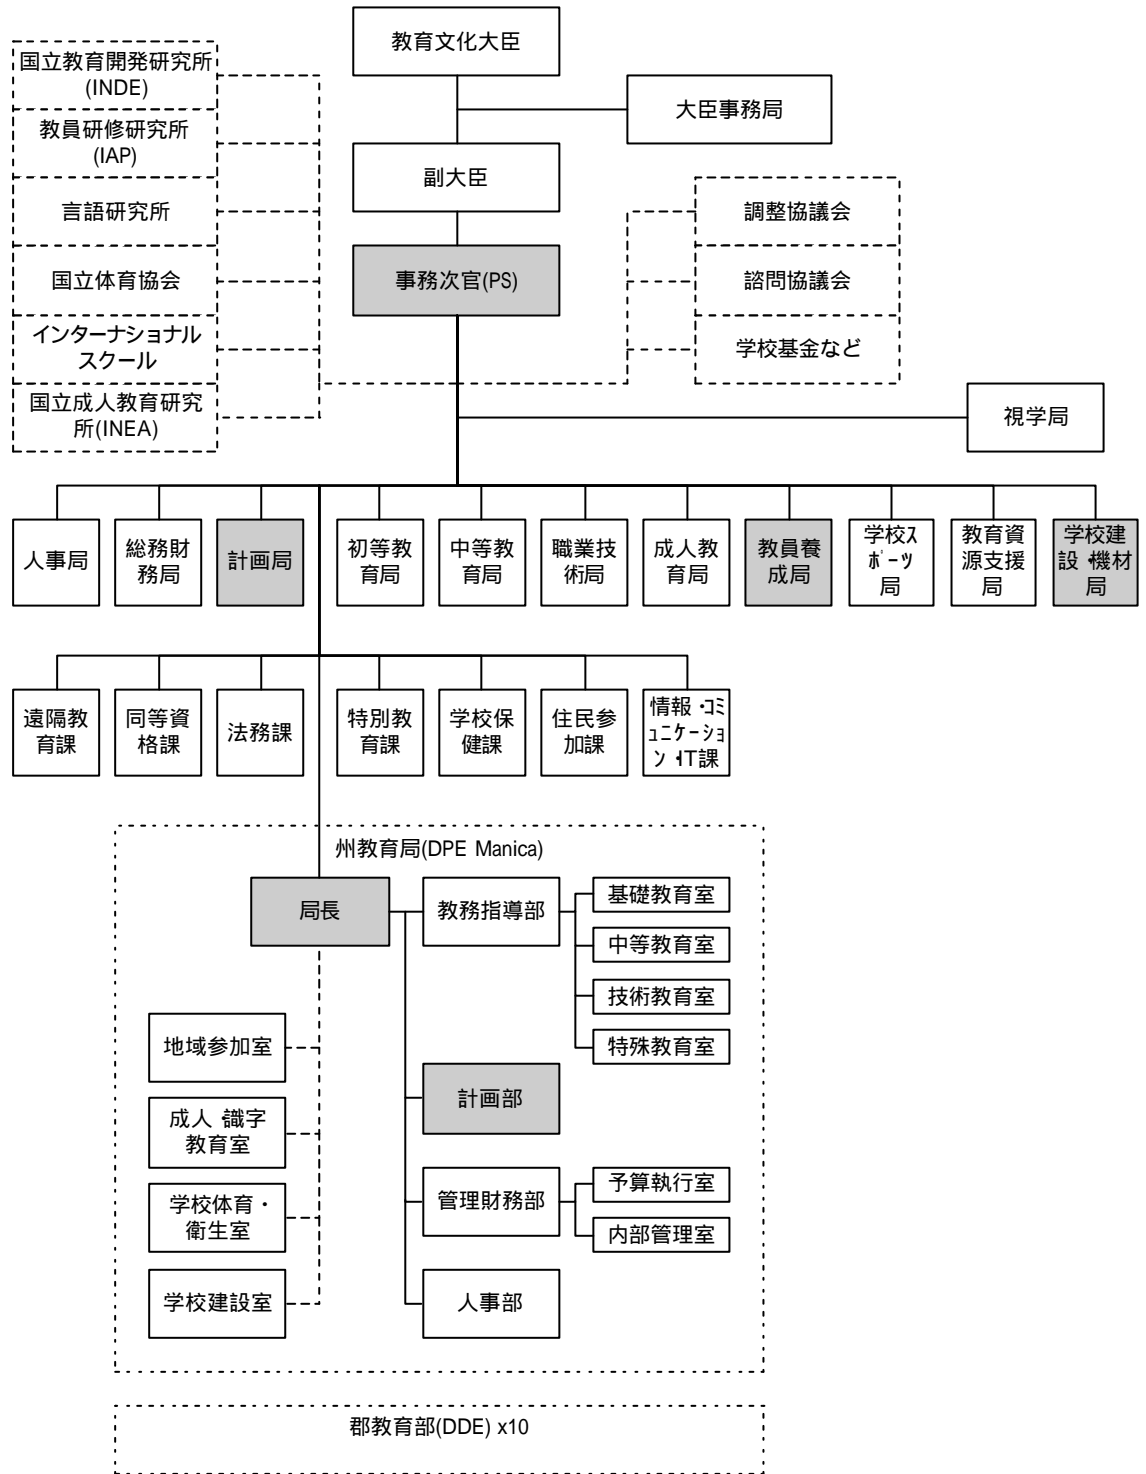 教育文化大臣
国立教育開発研究所
(INDE)
大臣事務局
教員研修研究所
(IAP)
副大臣
言語研究所
調整協議会
事務次官(PS)
国立体育協会
諮問協議会
インターナショナル
スクール
学校基金など
国立成人教育研究
所(INEA)
視学局
人事局
総務財
務局
計画局
初等教
育局
中等教
育局
職業技
術局
成人教
育局
教員養
成局
学校ス
ポーツ
局
教育資
源支援
局
学校建
設・機材
局
遠隔教
育課
同等資
格課
法務課
特別教
育課
学校保
健課
住民参
加課
情報・コミ
ュニケーショ
ン・IT課
州教育局(DPE Manica)
局長
教務指導部
基礎教育室
中等教育室
技術教育室
特殊教育室
地域参加室
計画部
成人・識字
教育室
管理財務部
予算執行室
内部管理室
学校体育・
衛生室
学校建設室
人事部
郡教育部(DDE) x10